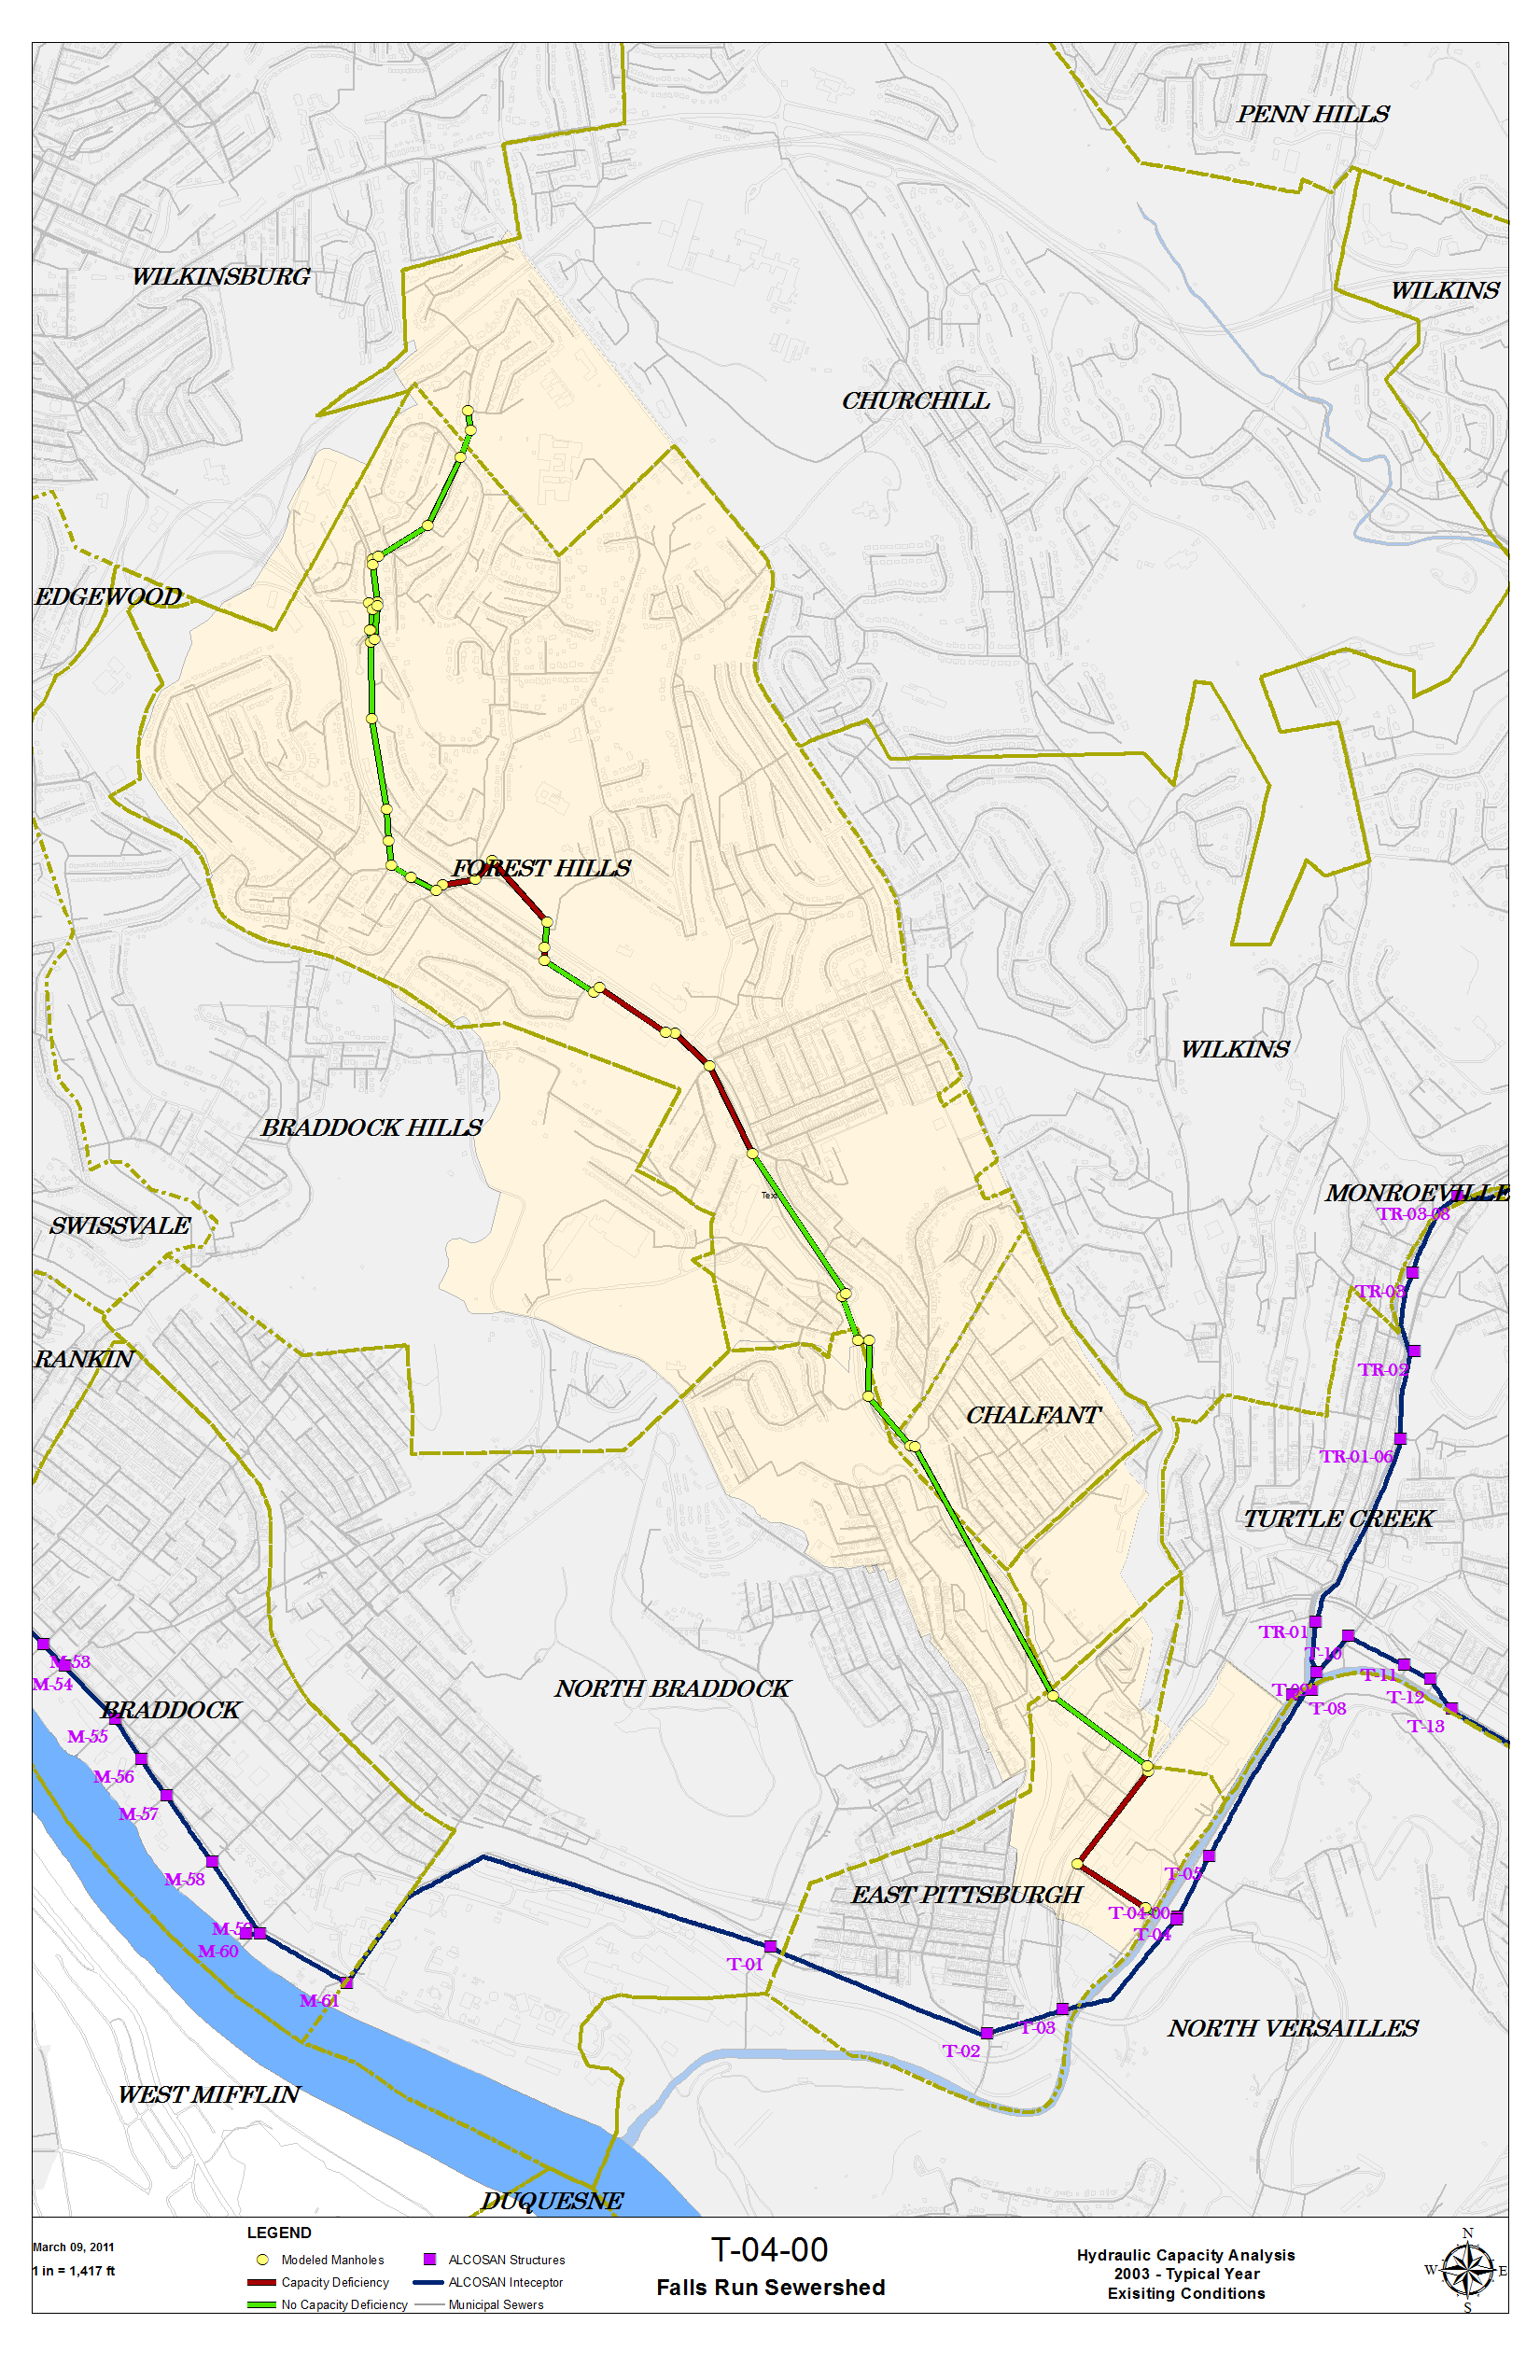 PENN HILLS
WILKINSBURG
WILKINS
CHURCHILL
EDGEWOOD
FOREST HILLS
WILKINS
BRADDOCK HILLS
MONROEVILLE
TR-03-08
Text
SWISSVALE
TR-03
RANKIN
TR-02
CHALFANT
TR-01-06
TURTLE CREEK
TR-01
T-10
M-53
T-11
M-54
NORTH BRADDOCK
T-09
T-12
BRADDOCK
T-08
T-13
M-55
M-56
M-57
T-05
M-58
EAST PITTSBURGH
T-04-00
M-59
T-04
M-60
T-01
M-61
T-03
NORTH VERSAILLES
T-02
WEST MIFFLIN
DUQUESNE
March 09, 2011
1 in = 1,417 ft
LEGEND
Modeled Manholes
ALCOSAN Structures
Capacity Deficiency
ALCOSAN Inteceptor
No Capacity Deficiency
Municipal Sewers
T-04-00
Falls Run Sewershed
Hydraulic Capacity Analysis
2003 - Typical Year
Exisiting Conditions
N
W
E
S